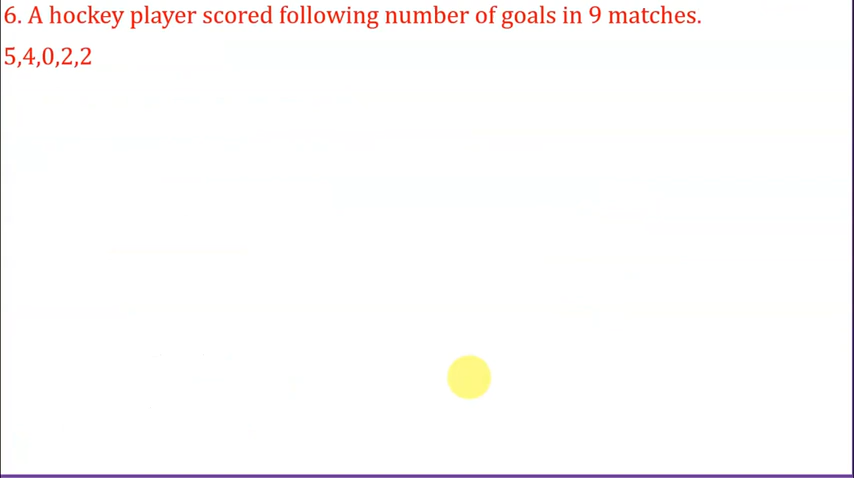 6. A hockey player scored following number of goals in 9 matches.
5,4,0,2,2